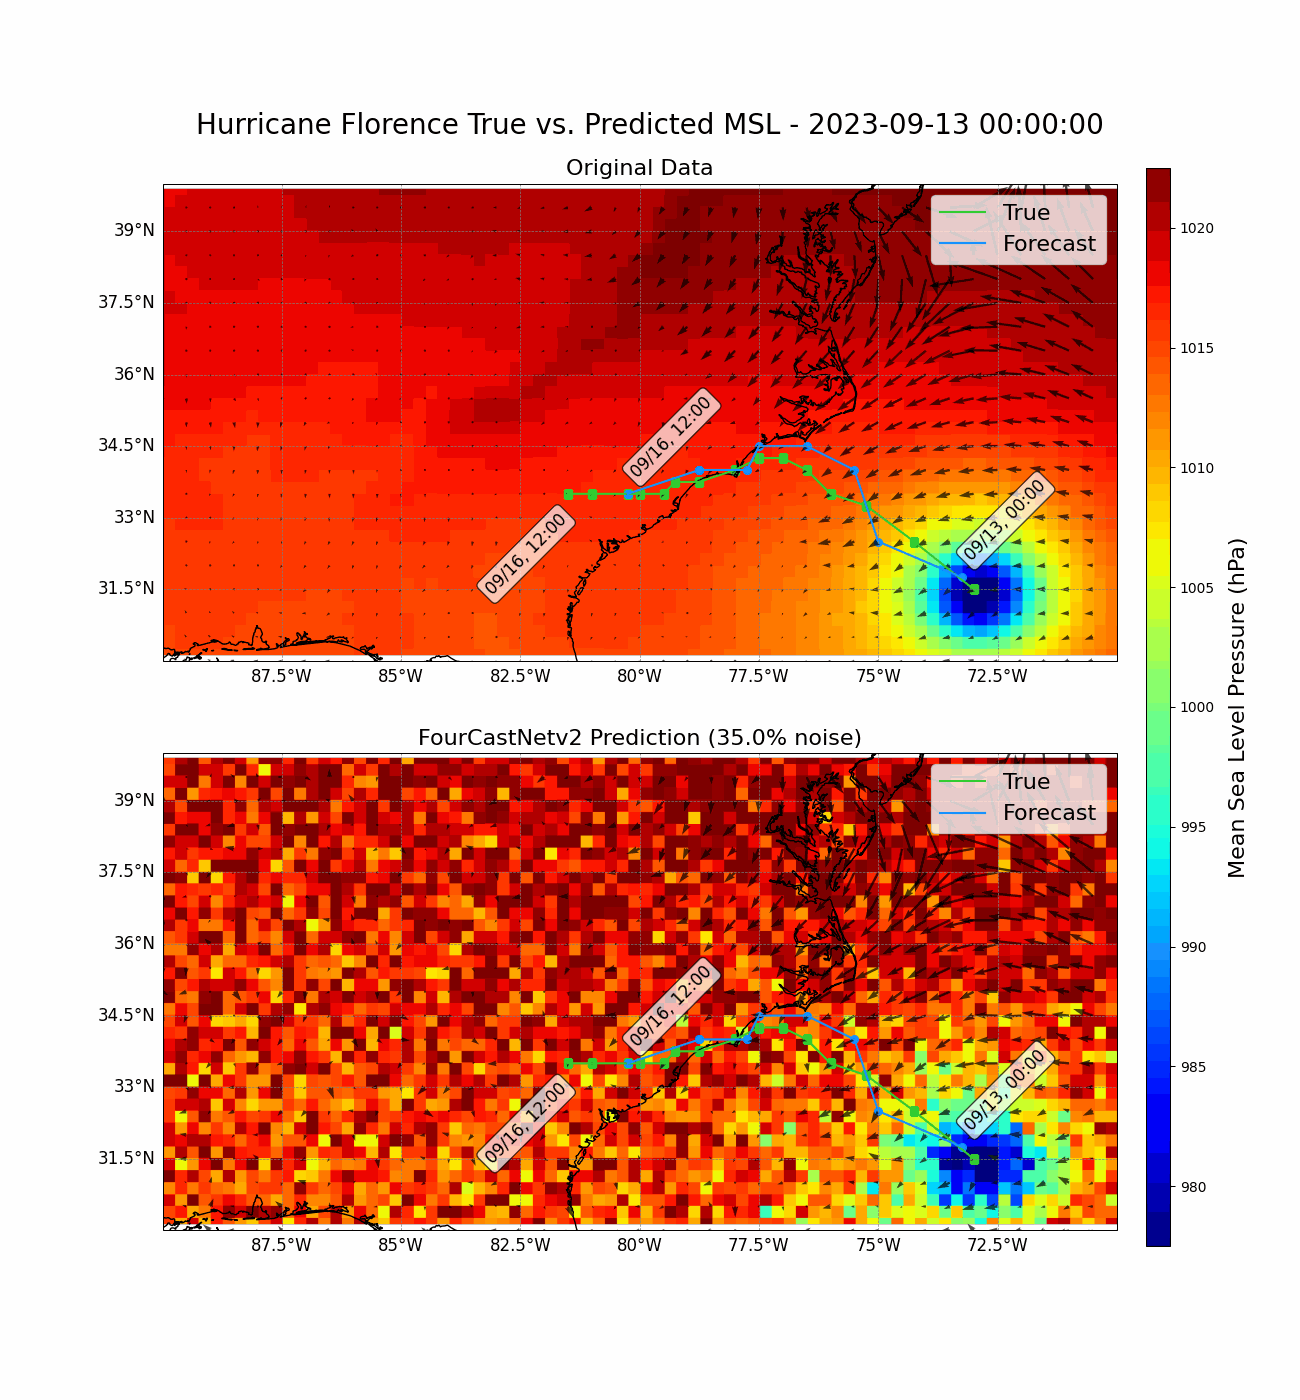 Hurricane Florence True vs. Predicted MSL - 2023-09-13 00:00:00
Original Data
True
Forecast
39°N
37.5°N
36°N
34.5°N
33°N
31.5°N
09/16, 12:00
09/16, 12:00
09/13, 00:00
87.5°W 85°W 82.5°W 80°W 77.5°W 75°W 72.5°W
FourCastNetv2 Prediction (35.0% noise)
True
Forecast
39°N
37.5°N
36°N
34.5°N
33°N
31.5°N
09/16, 12:00
09/16, 12:00
09/13, 00:00
87.5°W 85°W 82.5°W 80°W 77.5°W 75°W 72.5°W
1020
1015
1010
1005
1000
995
990
985
980
Mean Sea Level Pressure (hPa)